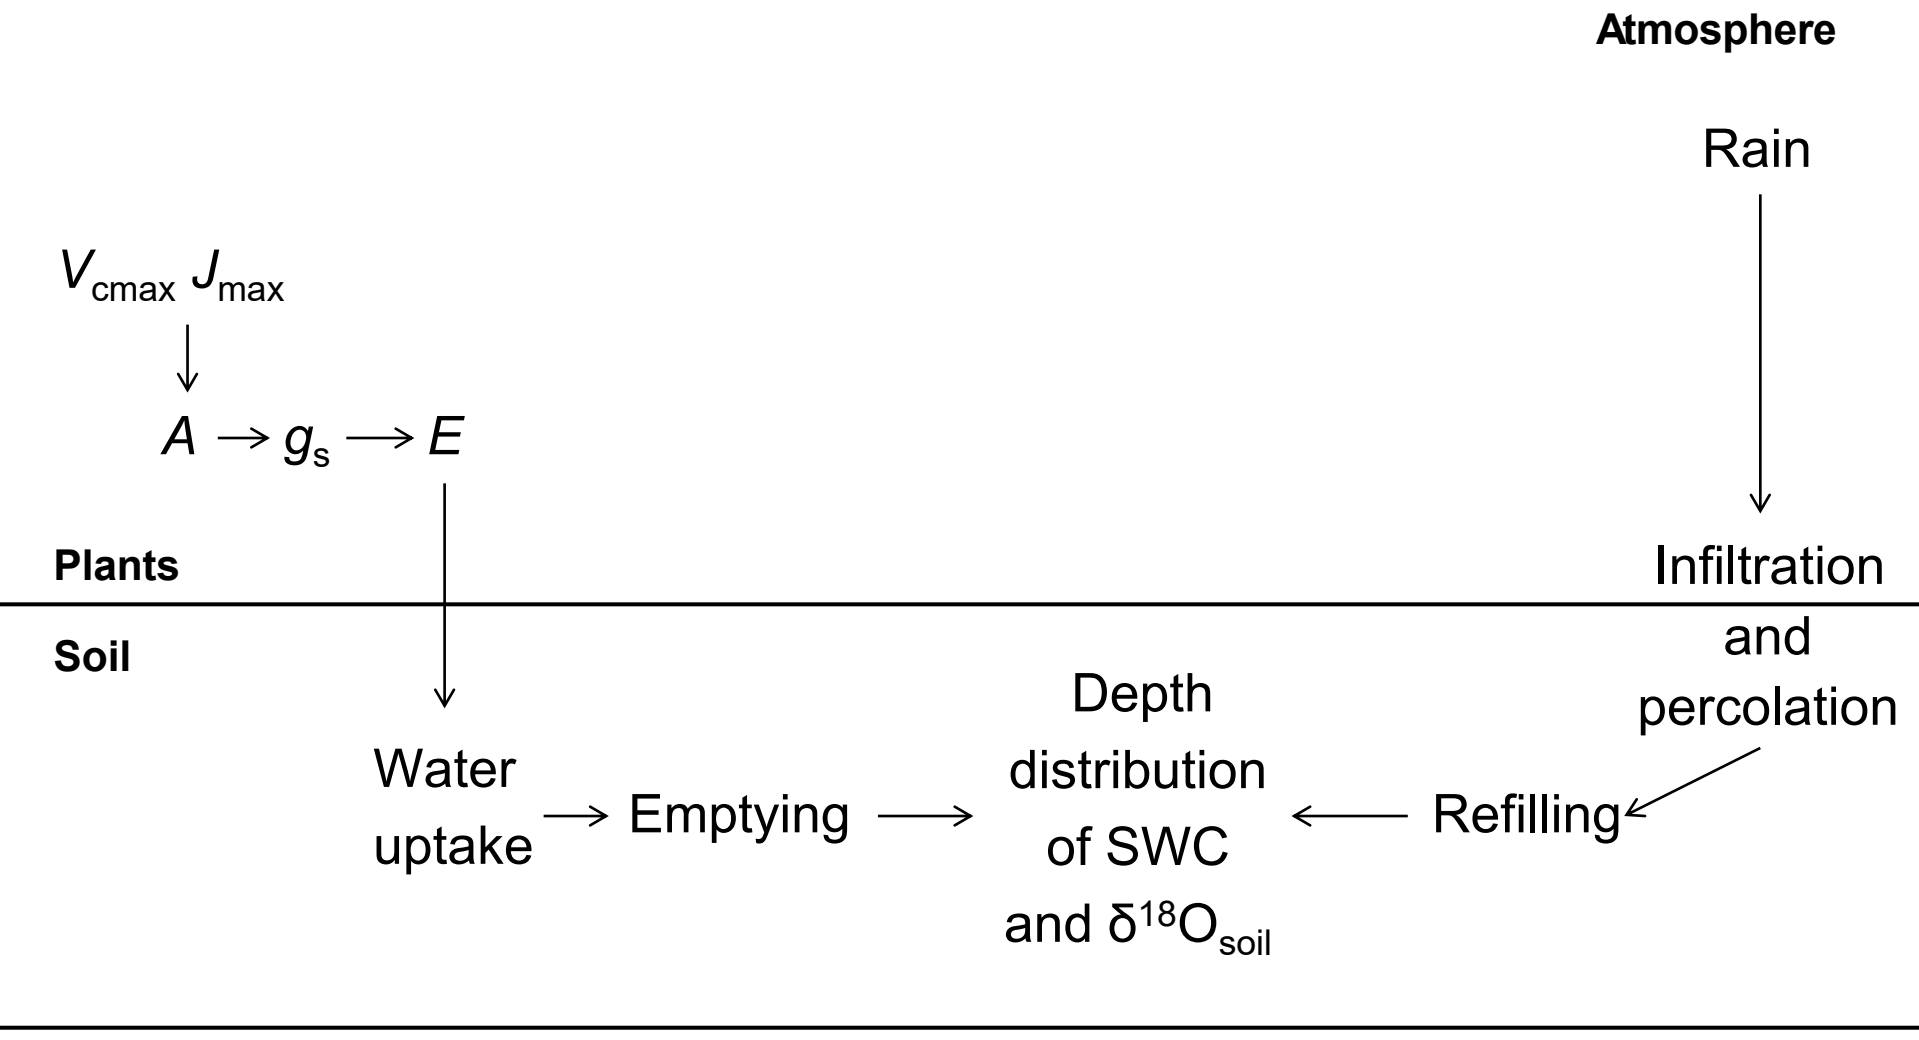 Atmosphere
Rain
Vcmax Jmax
A → gs → E
Plants
Infiltration
and
percolation
Soil
Water
uptake
Emptying
Depth
distribution
of SWC
and δ¹⁸Osoil
Refilling